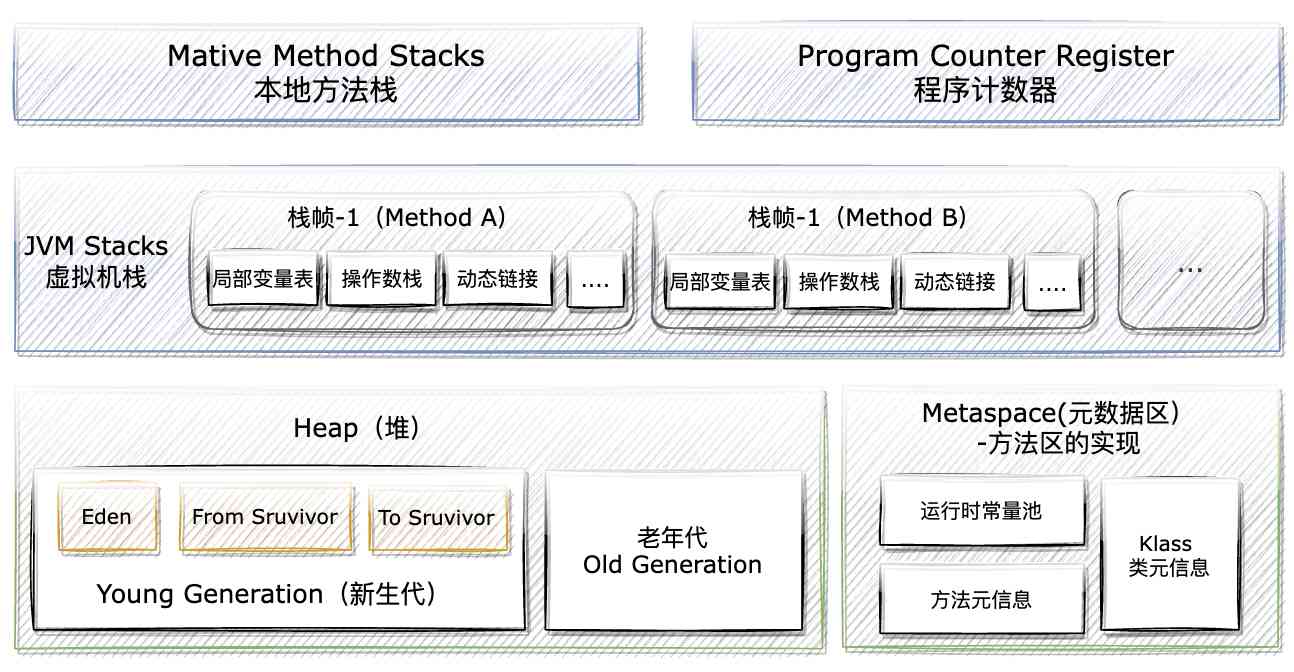 Mative Method Stacks
本地方法栈
Program Counter Register
程序计数器
JVM Stacks
虚拟机栈
栈帧-1（Method A）
局部变量表
操作数栈
动态链接
....
栈帧-1（Method B）
局部变量表
操作数栈
动态链接
....
...
Heap（堆）
Eden
From Sruvivor
To Sruvivor
Young Generation（新生代）
老年代
Old Generation
Metaspace(元数据区）
-方法区的实现
运行时常量池
方法元信息
Klass
类元信息